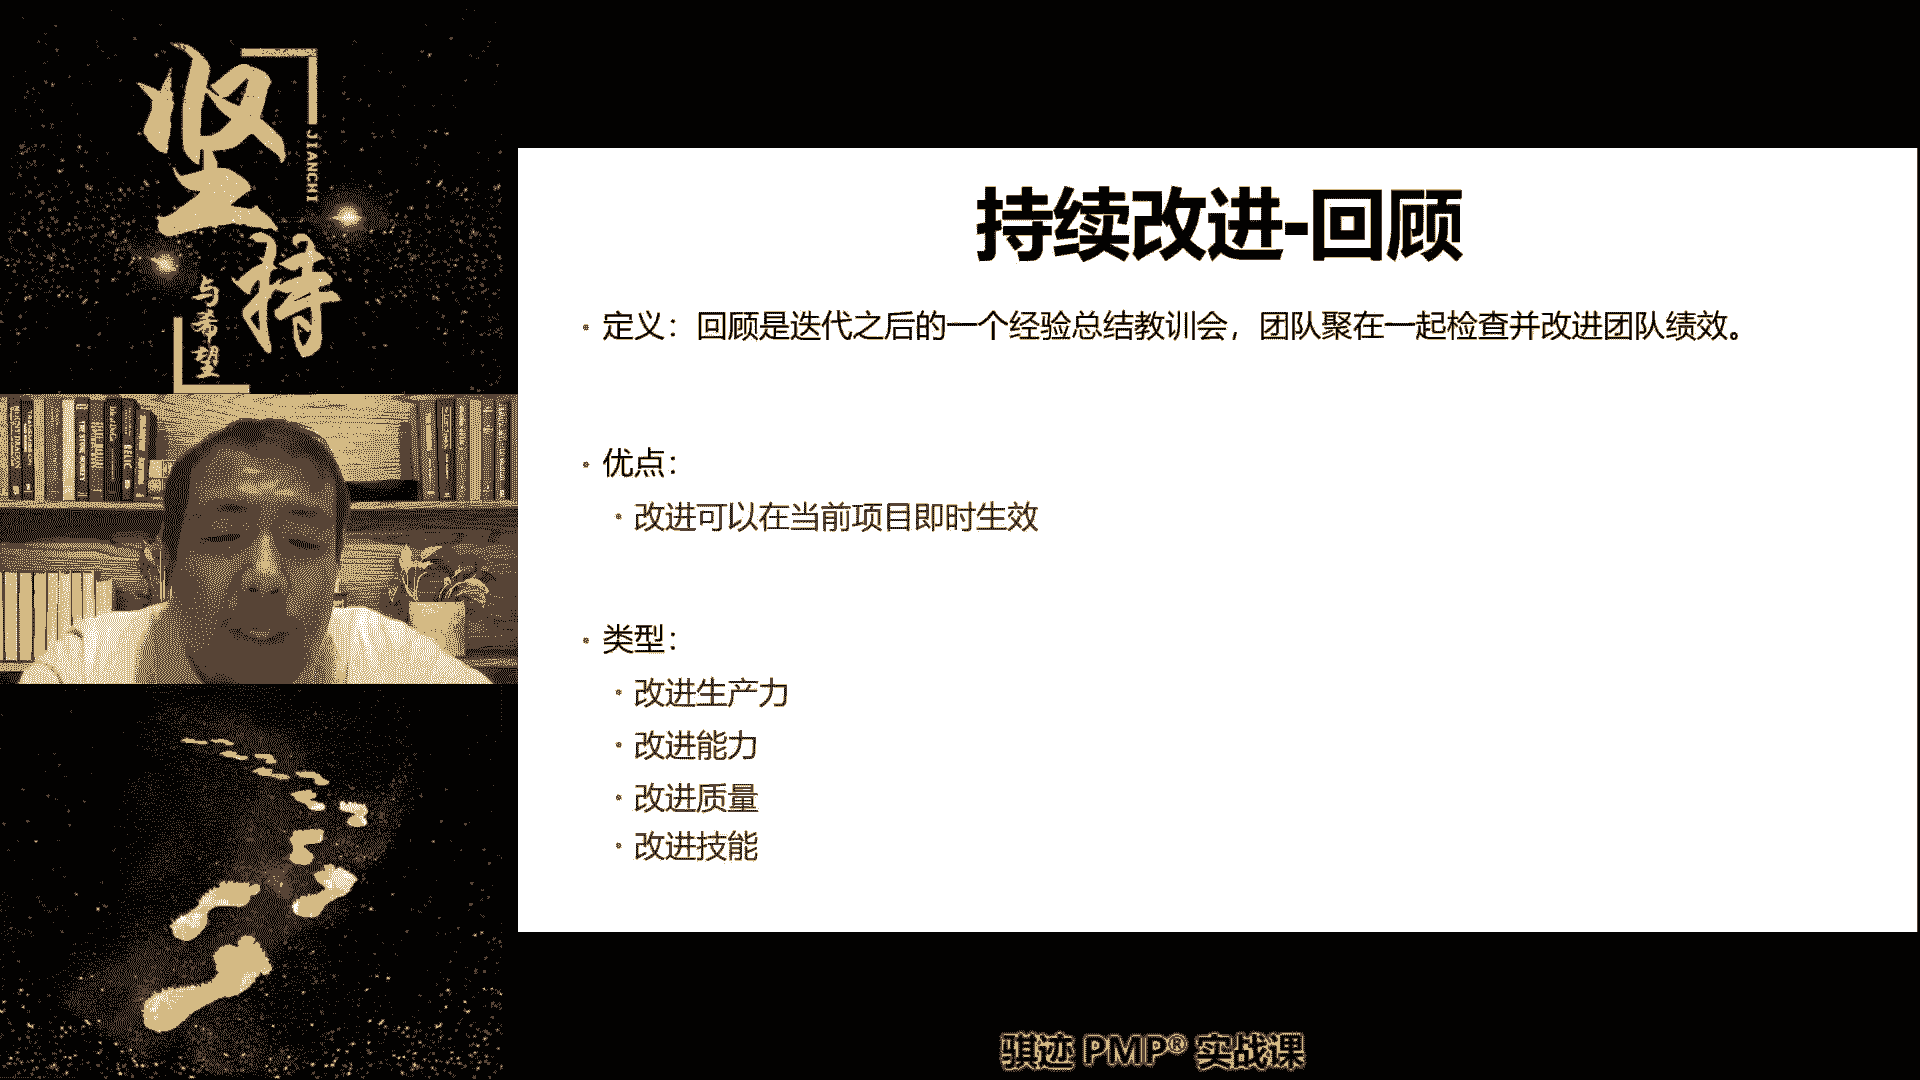 坚持
JIANCHI
与希望
持续改进-回顾
• 定义：回顾是迭代之后的一个经验总结教训会，团队聚在一起检查并改进团队绩效。
• 优点：
• 改进可以在当前项目即时生效
• 类型：
• 改进生产力
• 改进能力
• 改进质量
• 改进技能
骐迹 PMP® 实战课